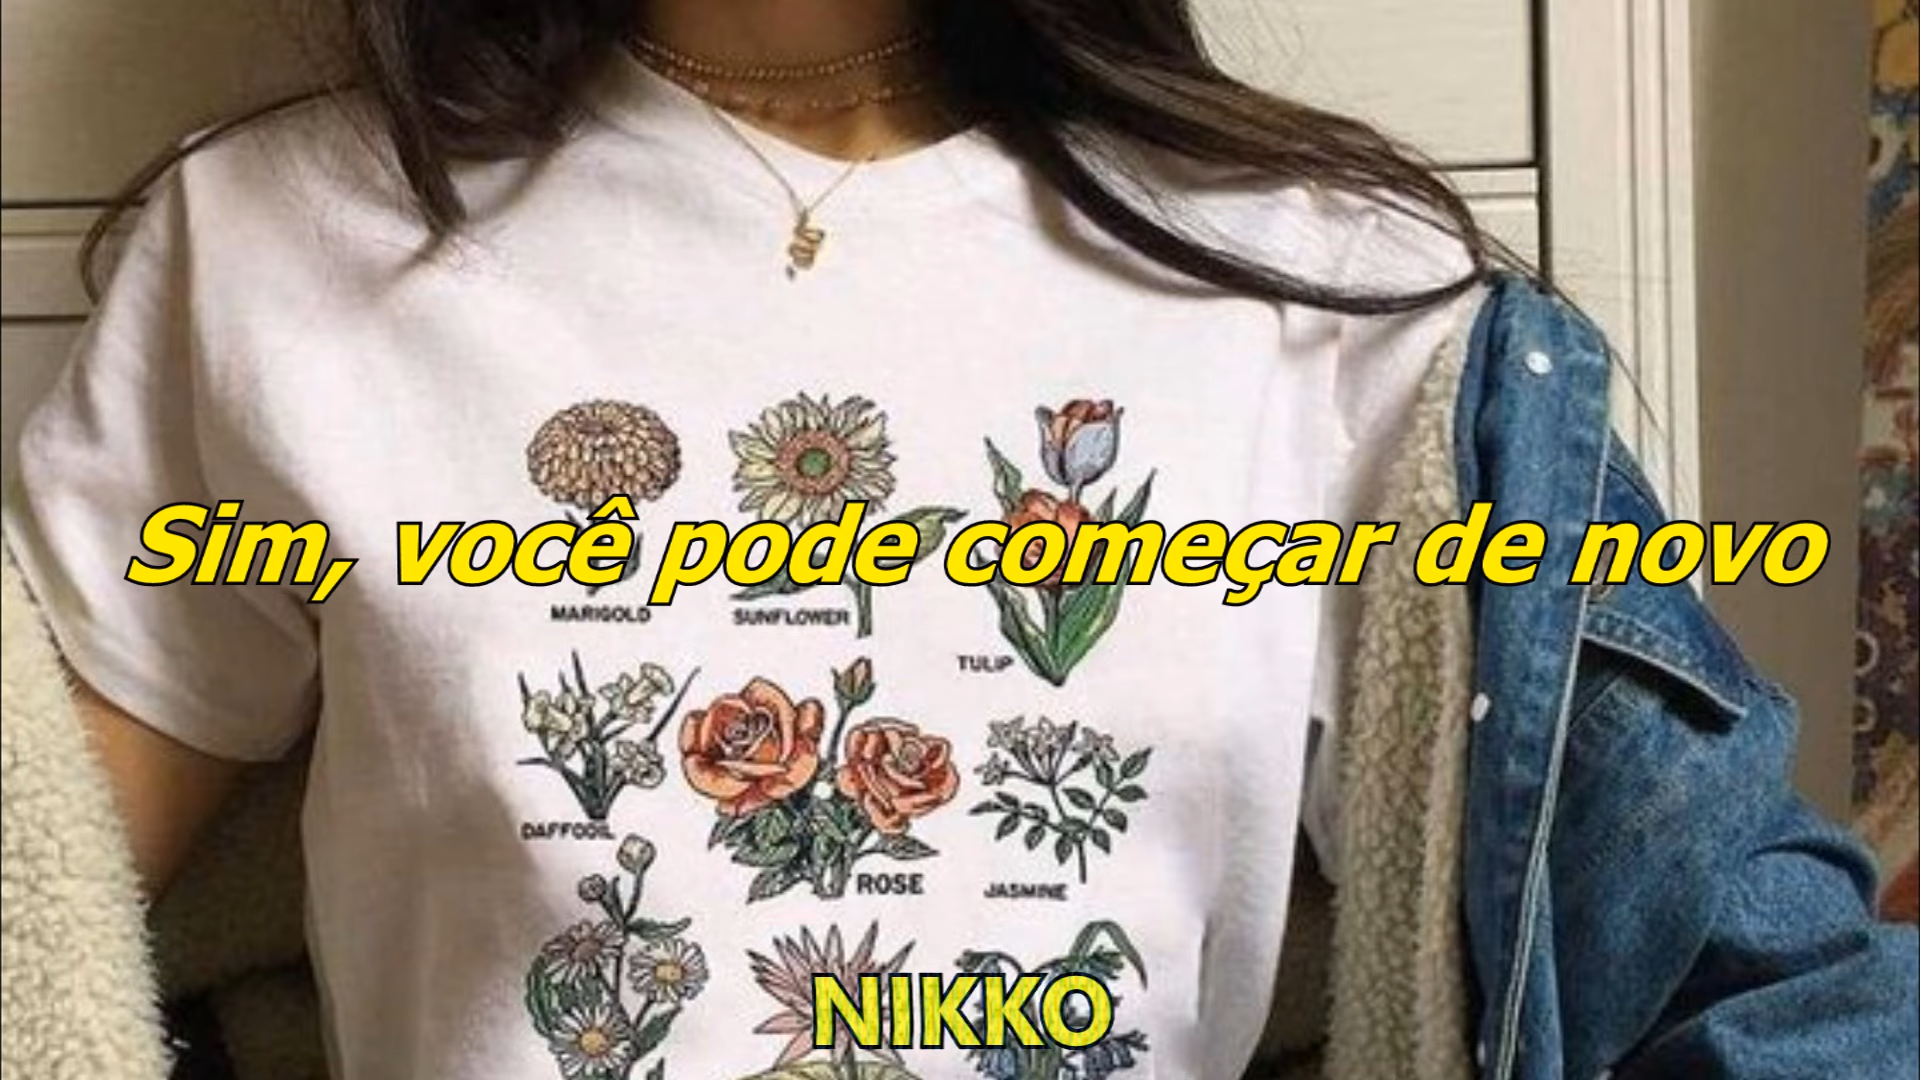 Sim, você pode começar de novo
MARIGOLD
SUNFLOWER
TULIP
DAFFODIL
ROSE
JASMINE
NIKKO